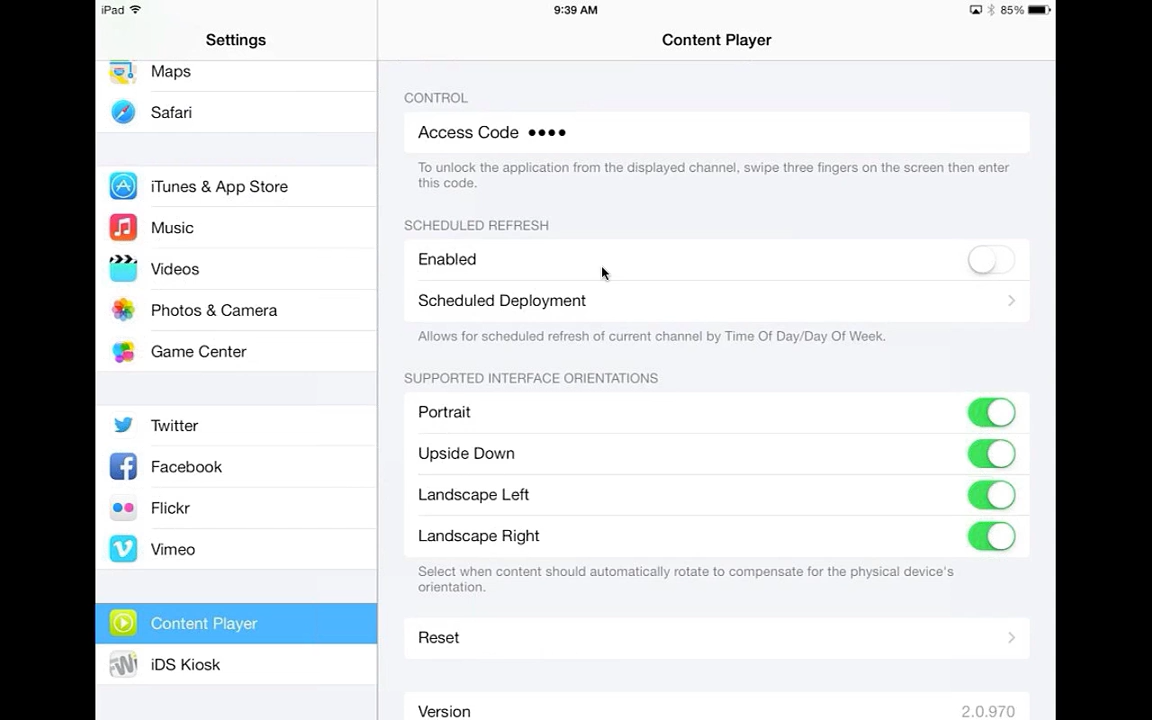 iPad
9:39 AM
85%
Settings
Content Player
Maps
Safari
iTunes & App Store
Music
Videos
Photos & Camera
Game Center
Twitter
Facebook
Flickr
Vimeo
Content Player
iDS Kiosk
CONTROL
Access Code ••••
To unlock the application from the displayed channel, swipe three fingers on the screen then enter
this code.
SCHEDULED REFRESH
Enabled
Scheduled Deployment
Allows for scheduled refresh of current channel by Time Of Day/Day Of Week.
SUPPORTED INTERFACE ORIENTATIONS
Portrait
Upside Down
Landscape Left
Landscape Right
Select when content should automatically rotate to compensate for the physical device's
orientation.
Reset
Version 2.0.970